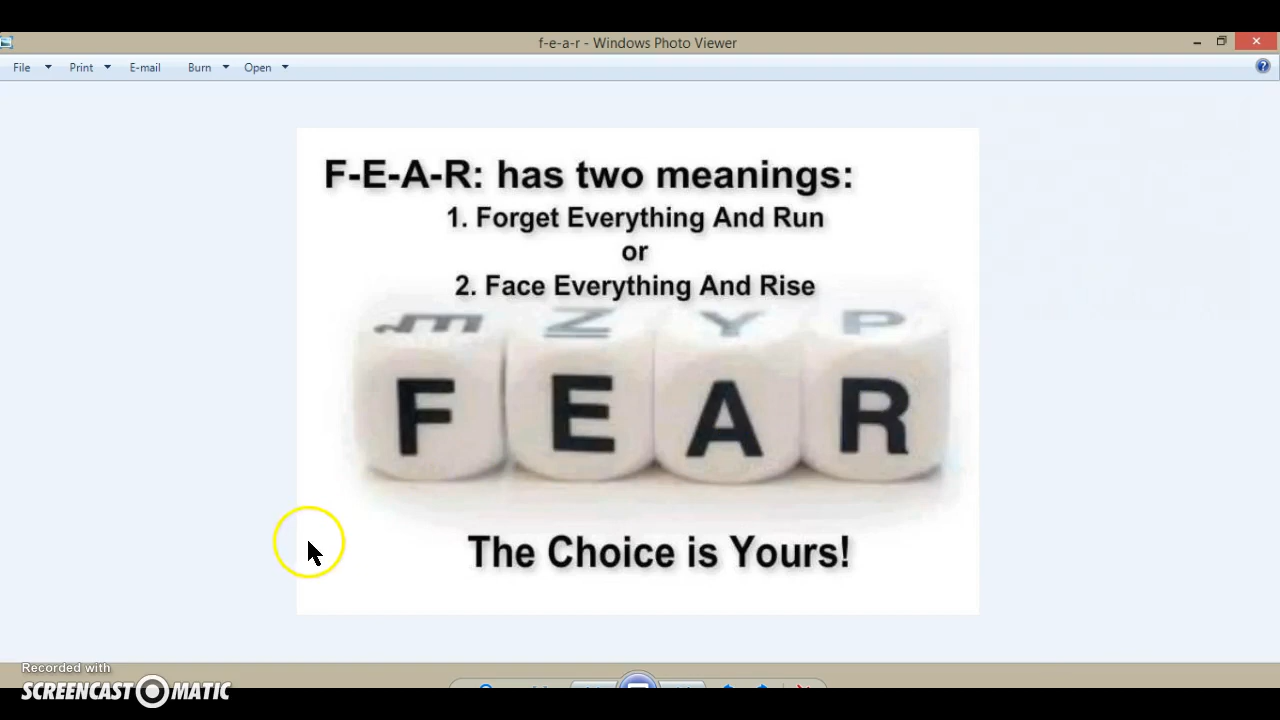 f-e-a-r - Windows Photo Viewer
File Print E-mail Burn Open
F-E-A-R: has two meanings:
1. Forget Everything And Run
or
2. Face Everything And Rise
E Z Y P
F E A R
The Choice is Yours!
Recorded with
SCREENCAST MATIC